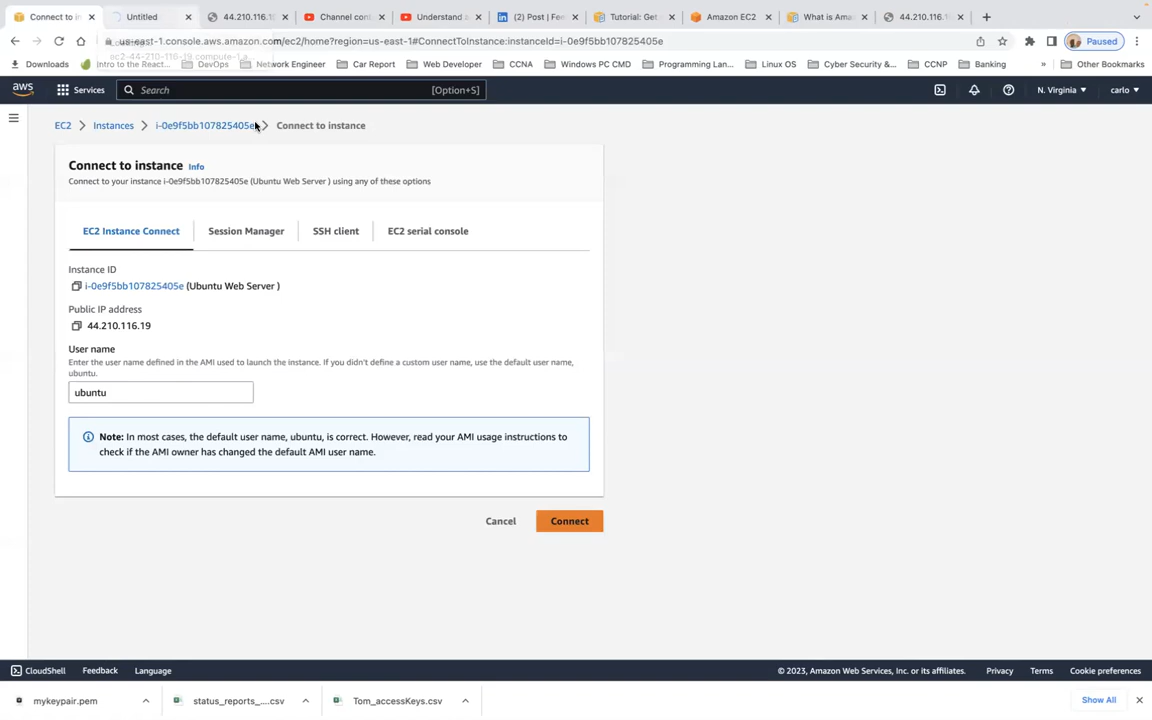 Connect to in
Untitled
44.210.116.19
Channel con
Understand a
(2) Post | Fee
Tutorial: Get
Amazon EC2
What is Ama
44.210.116.
us-east-1.console.aws.amazon.com/ec2/home?region=us-east-1#ConnectToInstance:instanceId=i-0e9f5bb107825405e
Paused
ec2-44-210-116-19.compute-1.a...
Downloads
Intro to the React...
DevOps
Network Engineer
Car Report
Web Developer
CCNA
Windows PC CMD
Programming Lan...
Linux OS
Cyber Security &...
CCNP
Banking
»
Other Bookmarks
aws
Services
Search
[Option+S]
N. Virginia
carlo
EC2
Instances
i-0e9f5bb107825405e
Connect to instance
Connect to instance Info
Connect to your instance i-0e9f5bb107825405e (Ubuntu Web Server ) using any of these options
EC2 Instance Connect
Session Manager
SSH client
EC2 serial console
Instance ID
i-0e9f5bb107825405e (Ubuntu Web Server )
Public IP address
44.210.116.19
User name
Enter the user name defined in the AMI used to launch the instance. If you didn't define a custom user name, use the default user name,
ubuntu.
ubuntu
Note: In most cases, the default user name, ubuntu, is correct. However, read your AMI usage instructions to
check if the AMI owner has changed the default AMI user name.
Cancel
Connect
CloudShell
Feedback
Language
© 2023, Amazon Web Services, Inc. or its affiliates.
Privacy
Terms
Cookie preferences
mykeypair.pem
status_reports_....csv
Tom_accessKeys.csv
Show All